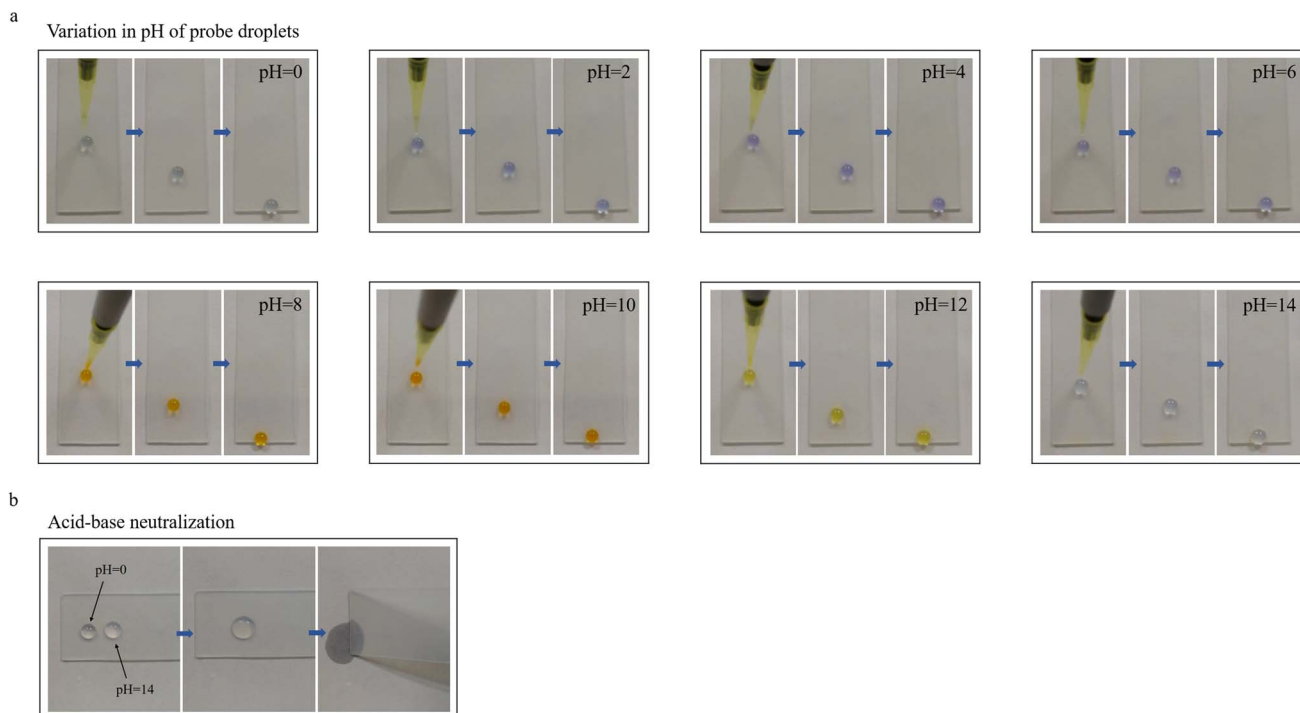 a
Variation in pH of probe droplets
pH=0
pH=2
pH=4
pH=6
pH=8
pH=10
pH=12
pH=14
b
Acid-base neutralization
pH=0
pH=14